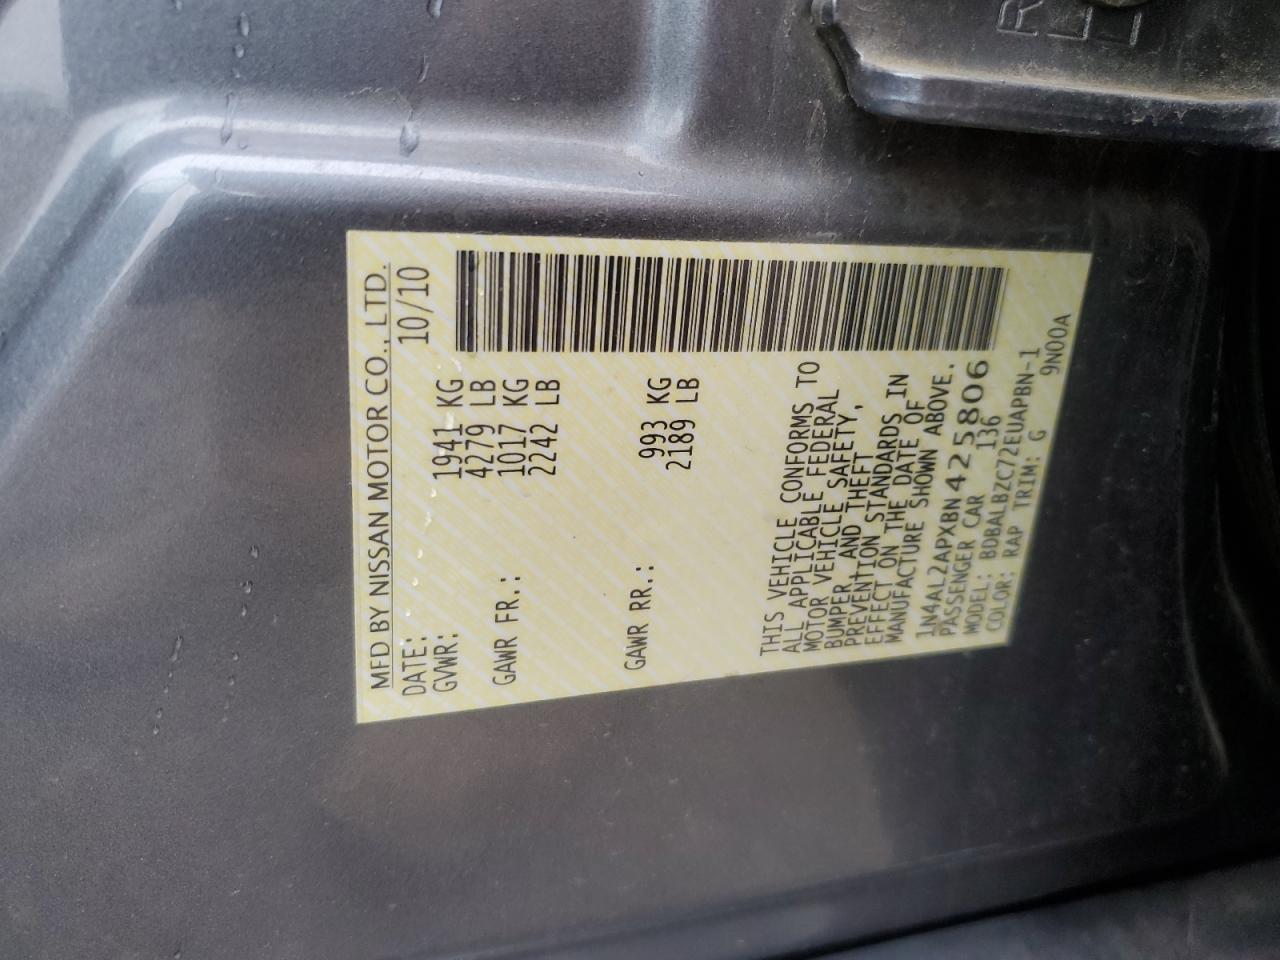 MFD BY NISSAN MOTOR CO., LTD.
DATE: 10/10
GVWR: 1941 KG
4279 LB
GAWR FR.: 1017 KG
2242 LB
GAWR RR.: 993 KG
2189 LB
THIS VEHICLE CONFORMS TO
ALL APPLICABLE FEDERAL
MOTOR VEHICLE SAFETY,
BUMPER AND THEFT
PREVENTION STANDARDS IN
EFFECT ON THE DATE OF
MANUFACTURE SHOWN ABOVE.
1N4AL2APXBN425806
PASSENGER CAR 136
MODEL: BDBALBZC72EUAPBN-1
COLOR: RAP TRIM: G 9N00A